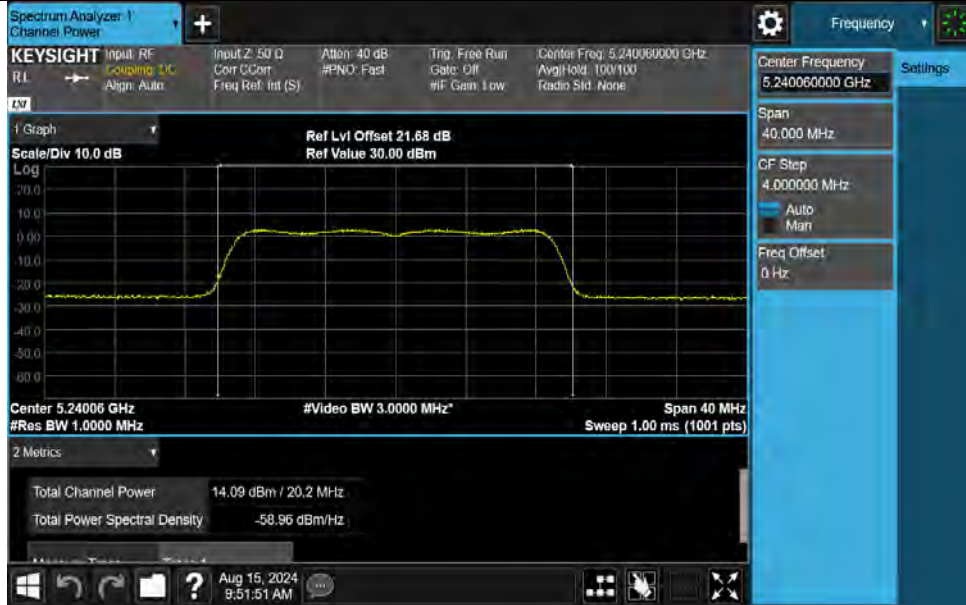 Spectrum Analyzer 1
Channel Power
Frequency
KEYSIGHT
Input: RF
Coupling: DC
Align: Auto
Input Z: 50 Ω
Corr CCorr
Freq Ref: Int (S)
Atten: 40 dB
#PNO: Fast
Trig: Free Run
Gate: Off
#IF Gain: Low
Center Freq: 5.240060000 GHz
Avg|Hold: 100/100
Radio Std: None
RL
LXI
Center Frequency
5.240060000 GHz
Settings
Span
40.000 MHz
CF Step
4.000000 MHz
Auto
Man
Freq Offset
0 Hz
1 Graph
Scale/Div 10.0 dB
Ref Lvl Offset 21.68 dB
Ref Value 30.00 dBm
Log
20.0
10.0
0.00
-10.0
-20.0
-30.0
-40.0
-50.0
-60.0
Center 5.24006 GHz
#Video BW 3.0000 MHz*
Span 40 MHz
#Res BW 1.0000 MHz
Sweep 1.00 ms (1001 pts)
2 Metrics
Total Channel Power 14.09 dBm / 20.2 MHz
Total Power Spectral Density -58.96 dBm/Hz
?
Aug 15, 2024
9:51:51 AM